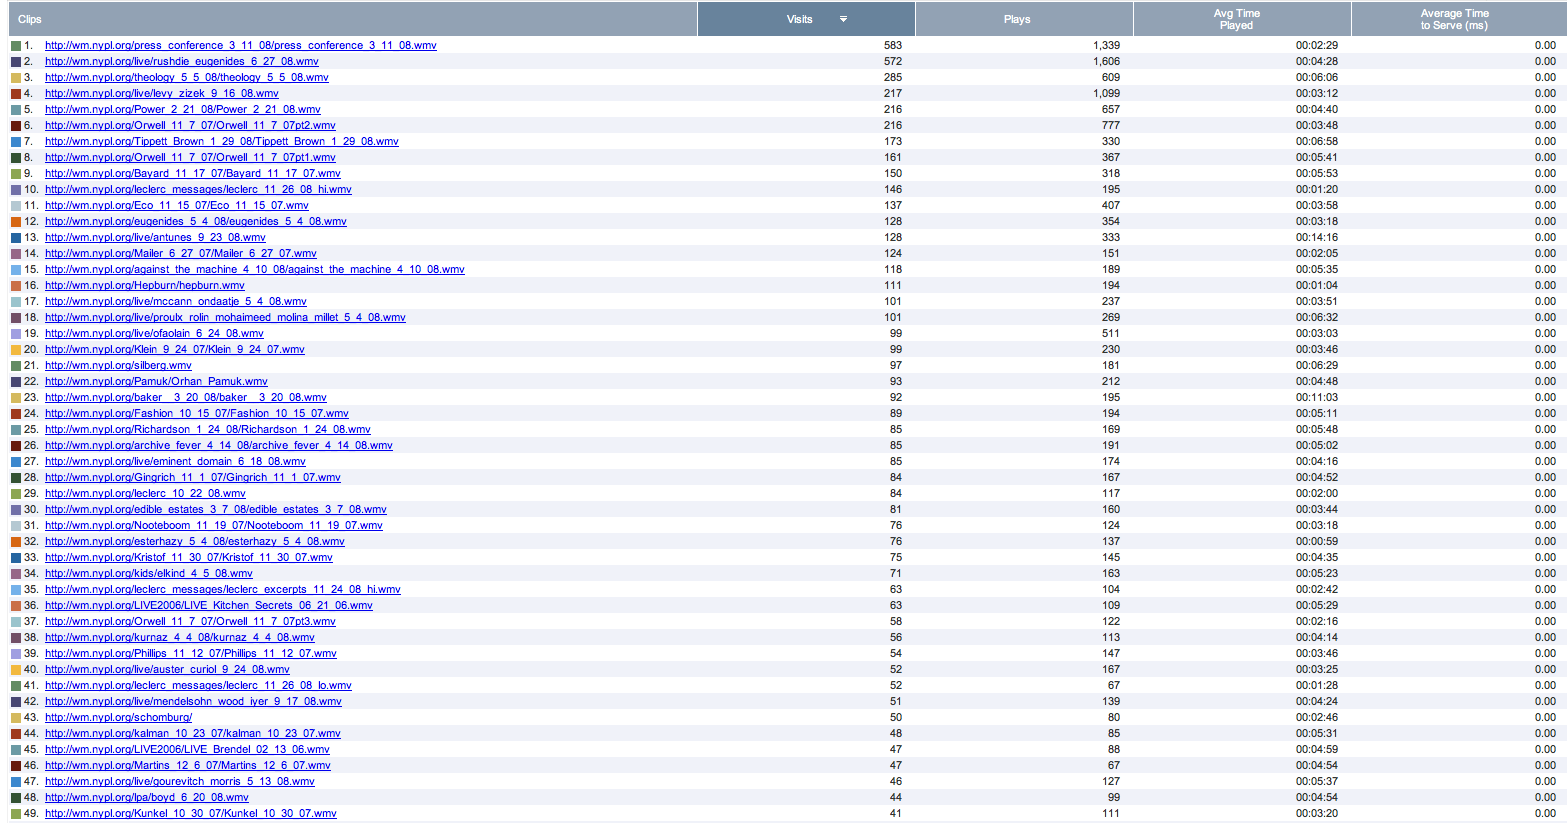 Clips Visits Plays Avg Time Played Average Time to Serve (ms)
1. http://wm.nypl.org/press_conference_3_11_08/press_conference_3_11_08.wmv 583 1,339 00:02:29 0.00
2. http://wm.nypl.org/live/rushdie_eugenides_6_27_08.wmv 572 1,606 00:04:28 0.00
3. http://wm.nypl.org/theology_5_5_08/theology_5_5_08.wmv 285 609 00:06:06 0.00
4. http://wm.nypl.org/live/levy_zizek_9_16_08.wmv 217 1,099 00:03:12 0.00
5. http://wm.nypl.org/Power_2_21_08/Power_2_21_08.wmv 216 657 00:04:40 0.00
6. http://wm.nypl.org/Orwell_11_7_07/Orwell_11_7_07pt2.wmv 216 777 00:03:48 0.00
7. http://wm.nypl.org/Tippett_Brown_1_29_08/Tippett_Brown_1_29_08.wmv 173 330 00:06:58 0.00
8. http://wm.nypl.org/Orwell_11_7_07/Orwell_11_7_07pt1.wmv 161 367 00:05:41 0.00
9. http://wm.nypl.org/Bayard_11_17_07/Bayard_11_17_07.wmv 150 318 00:05:53 0.00
10. http://wm.nypl.org/leclerc_messages/leclerc_11_26_08_hi.wmv 146 195 00:01:20 0.00
11. http://wm.nypl.org/Eco_11_15_07/Eco_11_15_07.wmv 137 407 00:03:58 0.00
12. http://wm.nypl.org/eugenides_5_4_08/eugenides_5_4_08.wmv 128 354 00:03:18 0.00
13. http://wm.nypl.org/live/antunes_9_23_08.wmv 128 333 00:14:16 0.00
14. http://wm.nypl.org/Mailer_6_27_07/Mailer_6_27_07.wmv 124 151 00:02:05 0.00
15. http://wm.nypl.org/against_the_machine_4_10_08/against_the_machine_4_10_08.wmv 118 189 00:05:35 0.00
16. http://wm.nypl.org/Hepburn/hepburn.wmv 111 194 00:01:04 0.00
17. http://wm.nypl.org/live/mccann_ondaatje_5_4_08.wmv 101 237 00:03:51 0.00
18. http://wm.nypl.org/live/proulx_rolin_mohaimeed_molina_millet_5_4_08.wmv 101 269 00:06:32 0.00
19. http://wm.nypl.org/live/ofaolain_6_24_08.wmv 99 511 00:03:03 0.00
20. http://wm.nypl.org/Klein_9_24_07/Klein_9_24_07.wmv 99 230 00:03:46 0.00
21. http://wm.nypl.org/silberg.wmv 97 181 00:06:29 0.00
22. http://wm.nypl.org/Pamuk/Orhan_Pamuk.wmv 93 212 00:04:48 0.00
23. http://wm.nypl.org/baker__3_20_08/baker__3_20_08.wmv 92 195 00:11:03 0.00
24. http://wm.nypl.org/Fashion_10_15_07/Fashion_10_15_07.wmv 89 194 00:05:11 0.00
25. http://wm.nypl.org/Richardson_1_24_08/Richardson_1_24_08.wmv 85 169 00:05:48 0.00
26. http://wm.nypl.org/archive_fever_4_14_08/archive_fever_4_14_08.wmv 85 191 00:05:02 0.00
27. http://wm.nypl.org/live/eminent_domain_6_18_08.wmv 85 174 00:04:16 0.00
28. http://wm.nypl.org/Gingrich_11_1_07/Gingrich_11_1_07.wmv 84 167 00:04:52 0.00
29. http://wm.nypl.org/leclerc_10_22_08.wmv 84 117 00:02:00 0.00
30. http://wm.nypl.org/edible_estates_3_7_08/edible_estates_3_7_08.wmv 81 160 00:03:44 0.00
31. http://wm.nypl.org/Nooteboom_11_19_07/Nooteboom_11_19_07.wmv 76 124 00:03:18 0.00
32. http://wm.nypl.org/esterhazy_5_4_08/esterhazy_5_4_08.wmv 76 137 00:00:59 0.00
33. http://wm.nypl.org/Kristof_11_30_07/Kristof_11_30_07.wmv 75 145 00:04:35 0.00
34. http://wm.nypl.org/kids/elkind_4_5_08.wmv 71 163 00:05:23 0.00
35. http://wm.nypl.org/leclerc_messages/leclerc_excerpts_11_24_08_hi.wmv 63 104 00:02:42 0.00
36. http://wm.nypl.org/LIVE2006/LIVE_Kitchen_Secrets_06_21_06.wmv 63 109 00:05:29 0.00
37. http://wm.nypl.org/Orwell_11_7_07/Orwell_11_7_07pt3.wmv 58 122 00:02:16 0.00
38. http://wm.nypl.org/kurnaz_4_4_08/kurnaz_4_4_08.wmv 56 113 00:04:14 0.00
39. http://wm.nypl.org/Phillips_11_12_07/Phillips_11_12_07.wmv 54 147 00:03:46 0.00
40. http://wm.nypl.org/live/auster_curiol_9_24_08.wmv 52 167 00:03:25 0.00
41. http://wm.nypl.org/leclerc_messages/leclerc_11_26_08_lo.wmv 52 67 00:01:28 0.00
42. http://wm.nypl.org/live/mendelsohn_wood_iyer_9_17_08.wmv 51 139 00:04:24 0.00
43. http://wm.nypl.org/schomburg/ 50 80 00:02:46 0.00
44. http://wm.nypl.org/kalman_10_23_07/kalman_10_23_07.wmv 48 85 00:05:31 0.00
45. http://wm.nypl.org/LIVE2006/LIVE_Brendel_02_13_06.wmv 47 88 00:04:59 0.00
46. http://wm.nypl.org/Martins_12_6_07/Martins_12_6_07.wmv 47 67 00:04:54 0.00
47. http://wm.nypl.org/live/gourevitch_morris_5_13_08.wmv 46 127 00:05:37 0.00
48. http://wm.nypl.org/lpa/boyd_6_20_08.wmv 44 99 00:04:54 0.00
49. http://wm.nypl.org/Kunkel_10_30_07/Kunkel_10_30_07.wmv 41 111 00:03:20 0.00